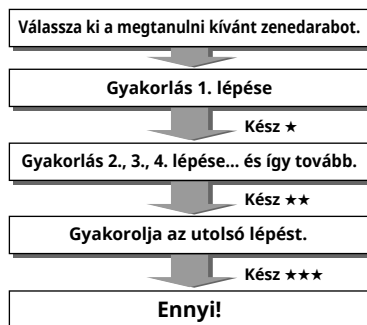 Válassza ki a megtanulni kívánt zenedarabot.
Gyakorlás 1. lépése
Kész ★
Gyakorlás 2., 3., 4. lépése... és így tovább.
Kész ★★
Gyakorolja az utolsó lépést.
Kész ★★★
Ennyi!